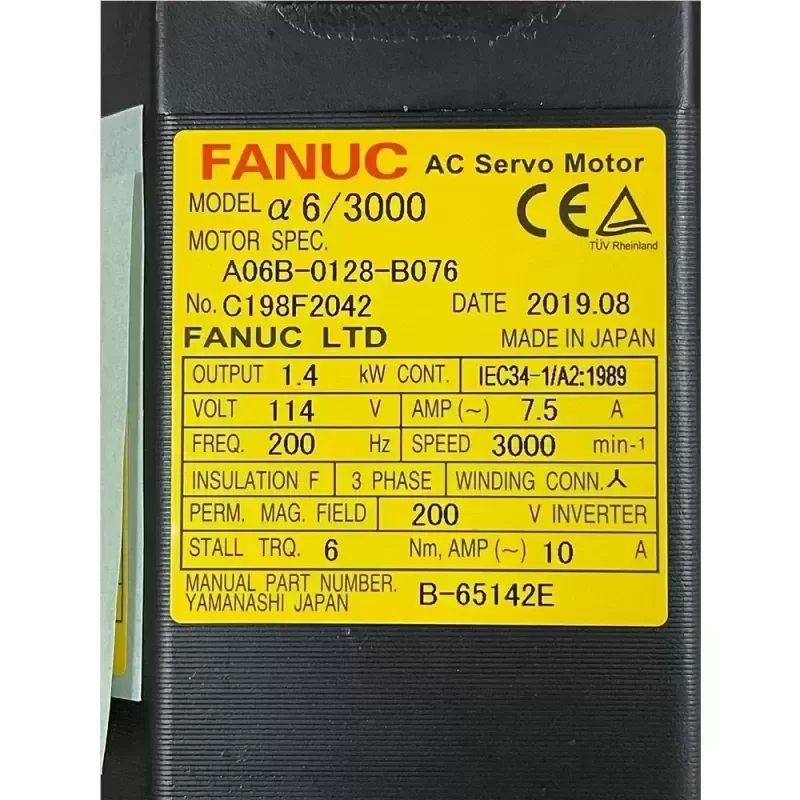 FANUC AC Servo Motor
MODEL α 6/3000
CE
TÜV Rheinland
MOTOR SPEC.
A06B-0128-B076
No. C198F2042 DATE 2019.08
FANUC LTD MADE IN JAPAN
OUTPUT 1.4 kW CONT. IEC34-1/A2:1989
VOLT 114 V AMP (~) 7.5 A
FREQ. 200 Hz SPEED 3000 min-1
INSULATION F 3 PHASE WINDING CONN. 人
PERM. MAG. FIELD 200 V INVERTER
STALL TRQ. 6 Nm, AMP (~) 10 A
MANUAL PART NUMBER. B-65142E
YAMANASHI JAPAN